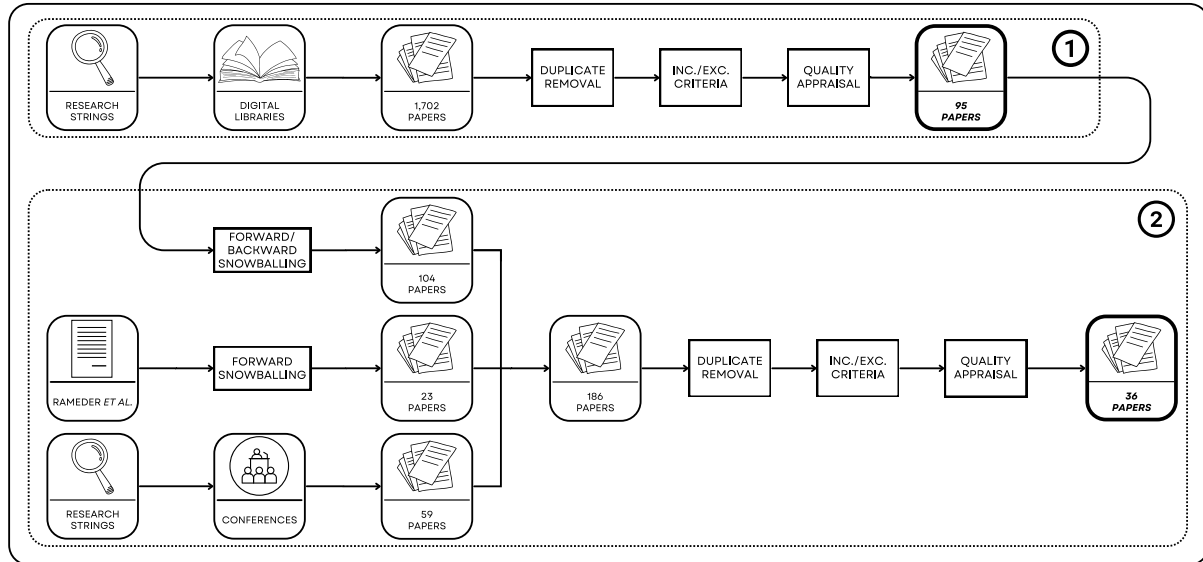 1
RESEARCH
STRINGS
DIGITAL
LIBRARIES
1,702
PAPERS
DUPLICATE
REMOVAL
INC./EXC.
CRITERIA
QUALITY
APPRAISAL
95
PAPERS
2
FORWARD/
BACKWARD
SNOWBALLING
104
PAPERS
RAMEDER ET AL.
FORWARD
SNOWBALLING
23
PAPERS
186
PAPERS
DUPLICATE
REMOVAL
INC./EXC.
CRITERIA
QUALITY
APPRAISAL
36
PAPERS
RESEARCH
STRINGS
CONFERENCES
59
PAPERS